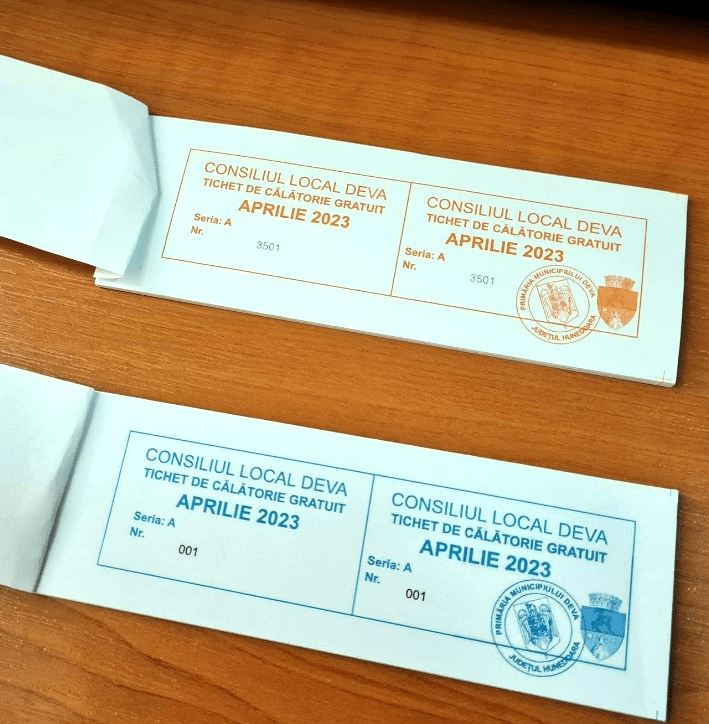 CONSILIUL LOCAL DEVA
TICHET DE CĂLĂTORIE GRATUIT
APRILIE 2023
Seria: A
Nr.
3501
CONSILIUL LOCAL DEVA
TICHET DE CĂLĂTORIE GRATUIT
APRILIE 2023
Seria: A
Nr.
3501
PRIMĂRIA MUNICIPIULUI DEVA
JUDEȚUL HUNEDOARA
CONSILIUL LOCAL DEVA
TICHET DE CĂLĂTORIE GRATUIT
APRILIE 2023
Seria: A
Nr.
001
CONSILIUL LOCAL DEVA
TICHET DE CĂLĂTORIE GRATUIT
APRILIE 2023
Seria: A
Nr.
001
PRIMĂRIA MUNICIPIULUI DEVA
JUDEȚUL HUNEDOARA